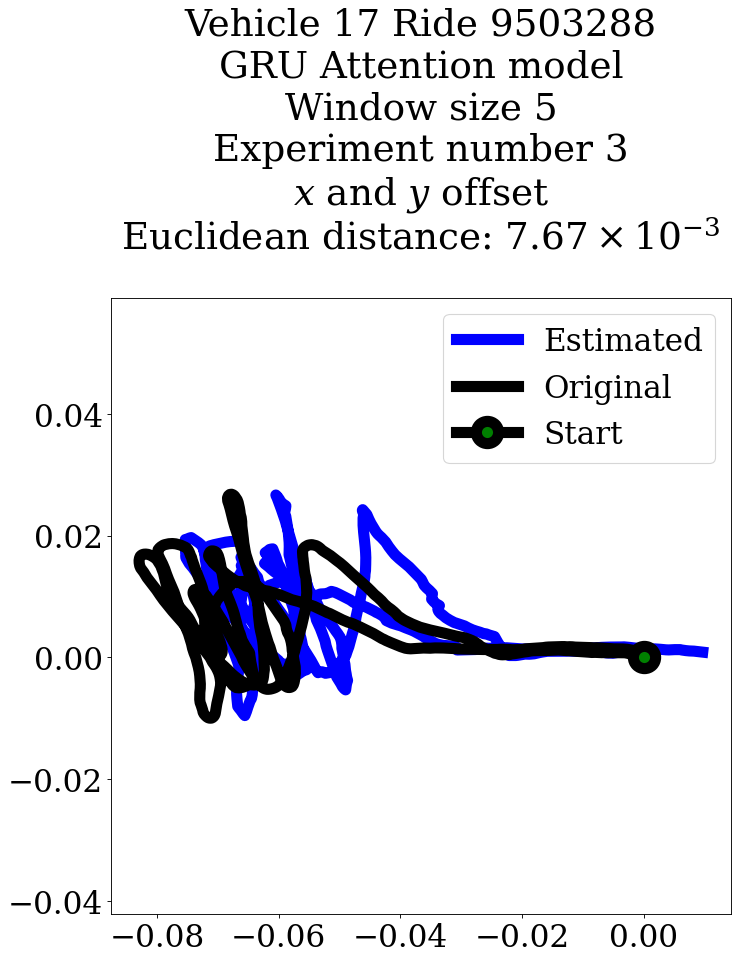 Vehicle 17 Ride 9503288
GRU Attention model
Window size 5
Experiment number 3
x and y offset
Euclidean distance: 7.67 × 10⁻³
Estimated
Original
Start
0.04
0.02
0.00
−0.02
−0.04
−0.08
−0.06
−0.04
−0.02
0.00